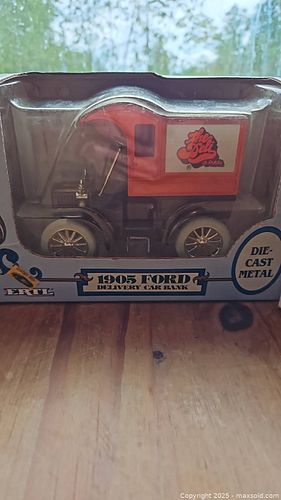 ERTL
1905 FORD
DELIVERY CAR BANK
DIE-
CAST
METAL
Copyright 2025 - maxsold.com